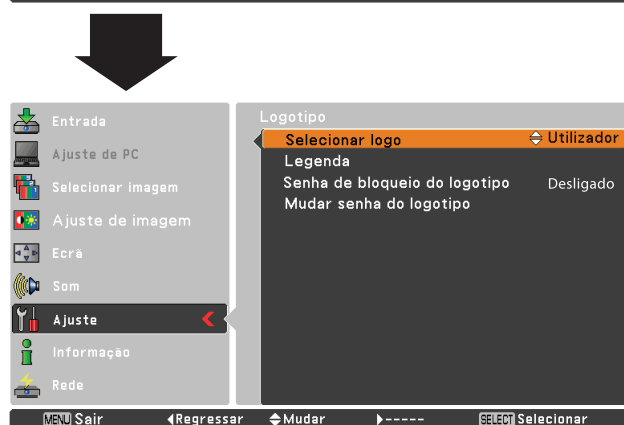 Entrada
Ajuste de PC
Selecionar imagem
Ajuste de imagem
Ecrã
Som
Ajuste
Informação
Rede
Logotipo
Selecionar logo Utilizador
Legenda
Senha de bloqueio do logotipo Desligado
Mudar senha do logotipo
MENU Sair Regressar Mudar ----- SELECT Selecionar